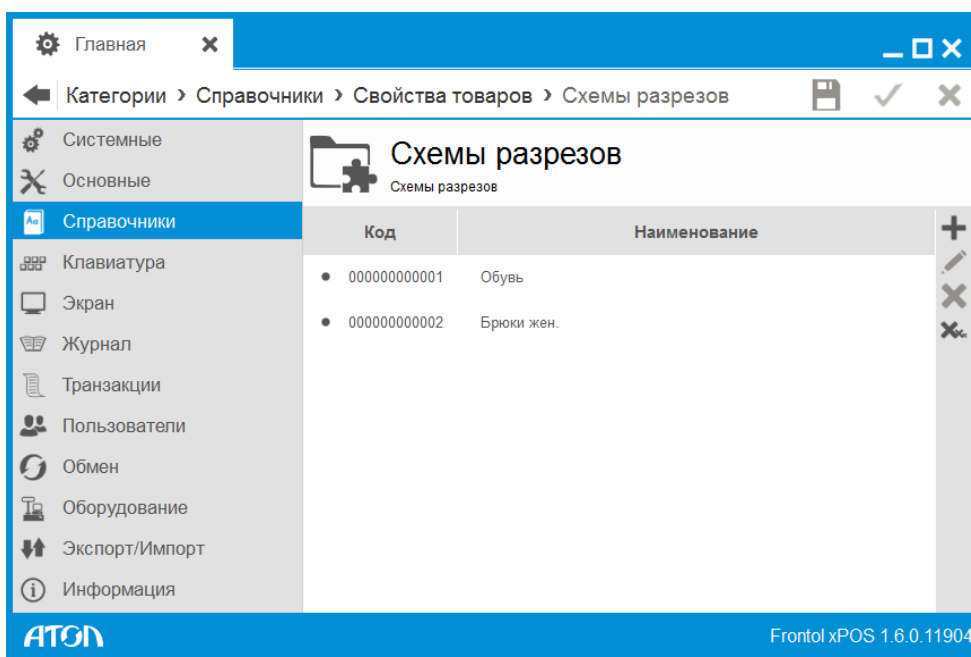 Главная
Категории › Справочники › Свойства товаров › Схемы разрезов
Системные
Основные
Справочники
Клавиатура
Экран
Журнал
Транзакции
Пользователи
Обмен
Оборудование
Экспорт/Импорт
Информация
Схемы разрезов
Схемы разрезов
Код Наименование
000000000001 Обувь
000000000002 Брюки жен.
ATOL
Frontol xPOS 1.6.0.11904